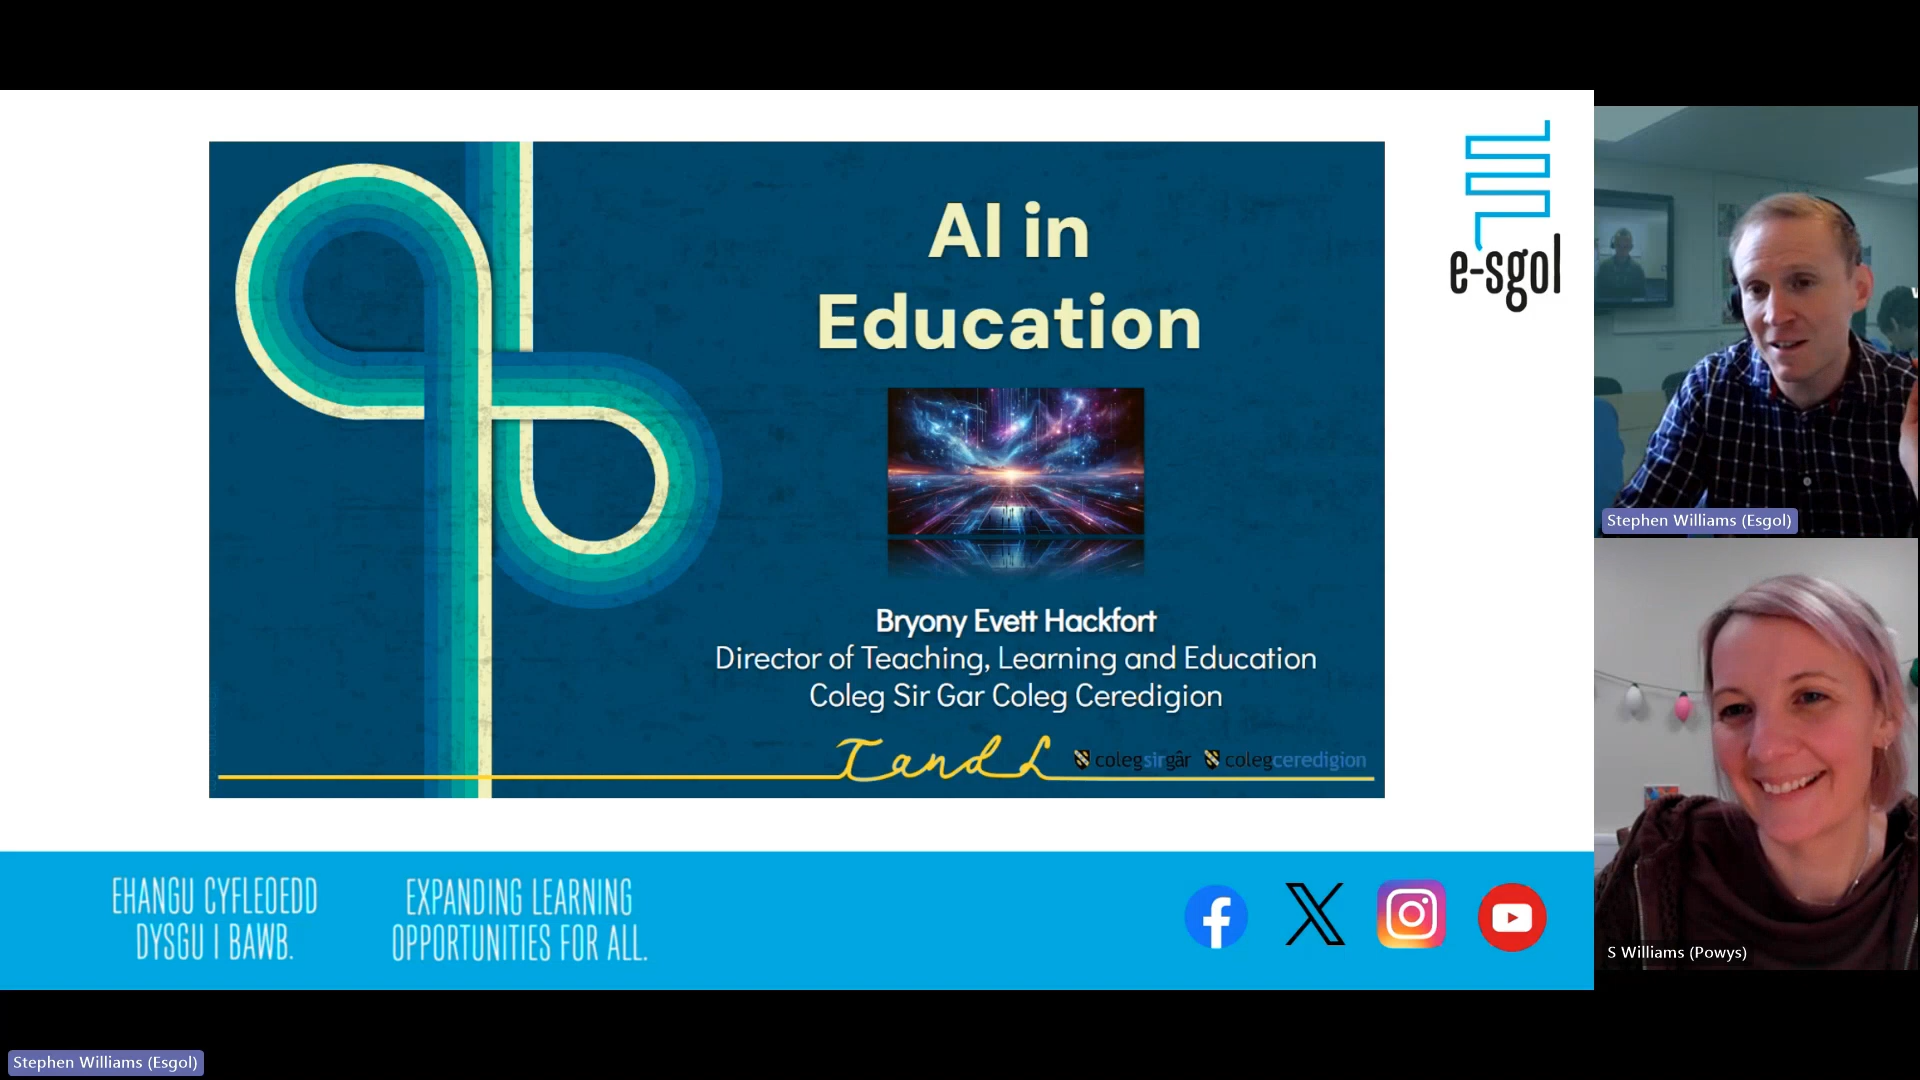 AI in
Education
Bryony Evett Hackfort
Director of Teaching, Learning and Education
Coleg Sir Gar Coleg Ceredigion
T and L
colegsirgâr colegceredigion
e-sgol
EHANGU CYFLEOEDD
DYSGU I BAWB.
EXPANDING LEARNING
OPPORTUNITIES FOR ALL.
Stephen Williams (Esgol)
S Williams (Powys)
Stephen Williams (Esgol)